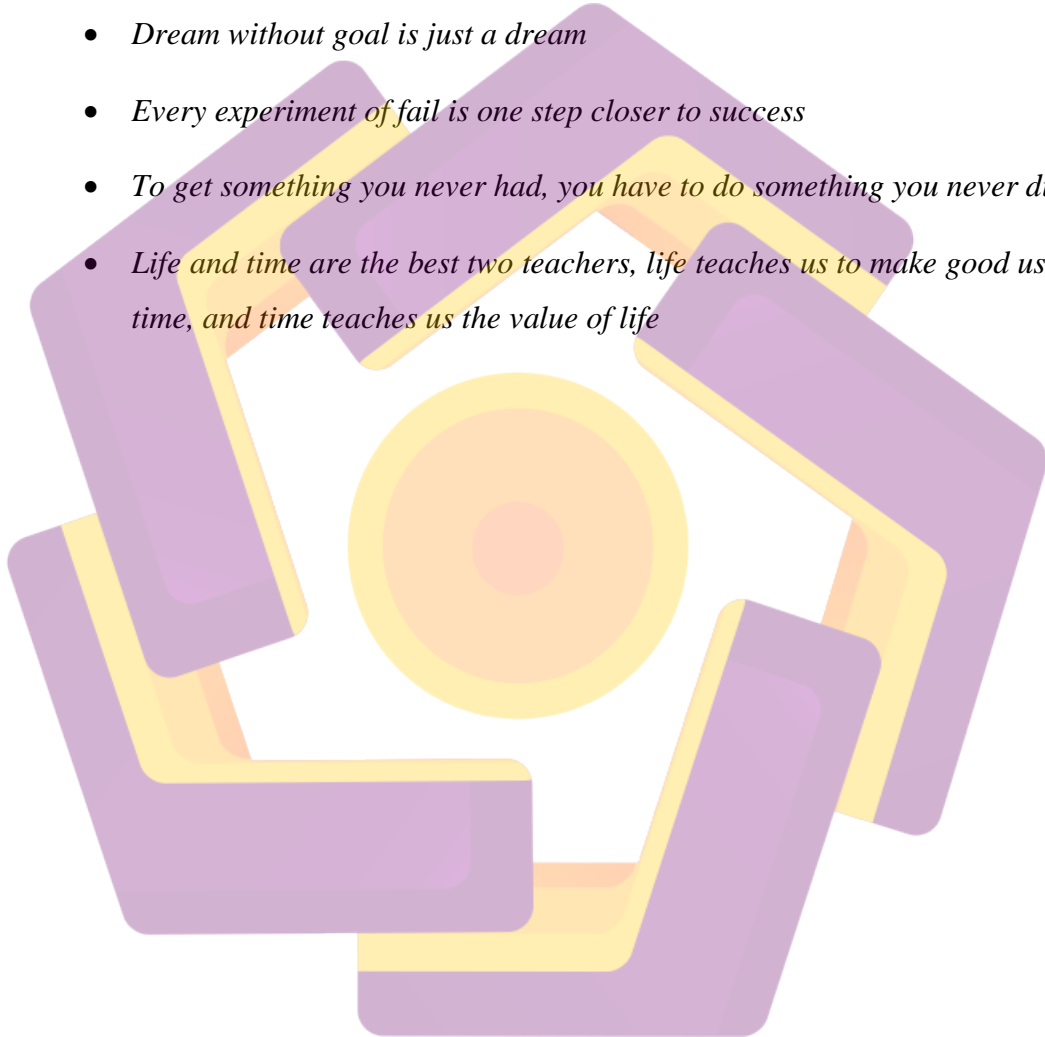 • Dream without goal is just a dream
• Every experiment of fail is one step closer to success
• To get something you never had, you have to do something you never
• Life and time are the best two teachers, life teaches us to make good
time, and time teaches us the value of life